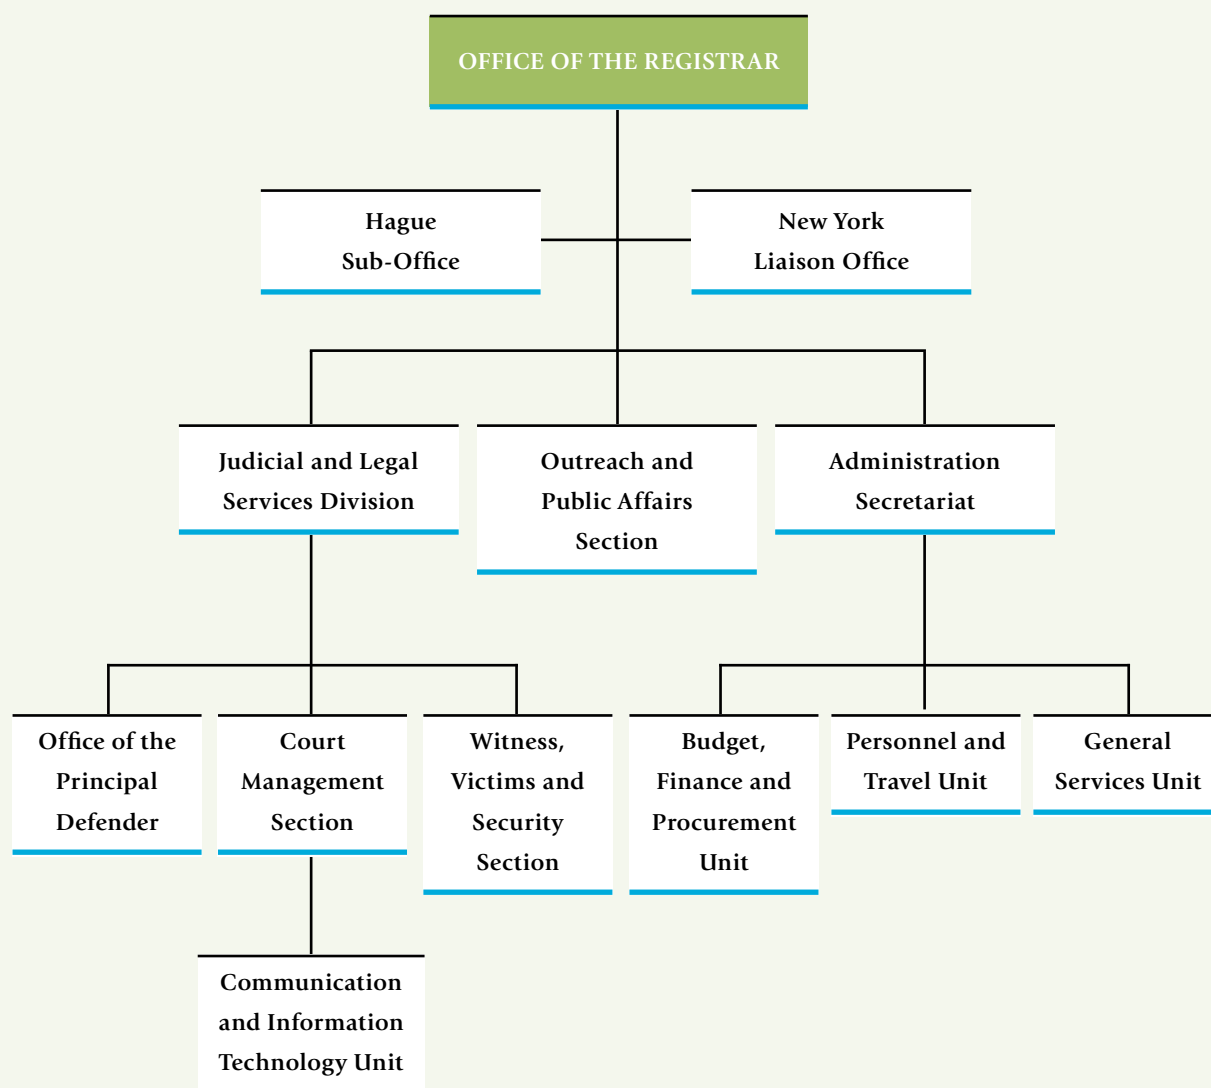 OFFICE OF THE REGISTRAR
Hague
Sub-Office
New York
Liaison Office
Judicial and Legal
Services Division
Outreach and
Public Affairs
Section
Administration
Secretariat
Office of the
Principal
Defender
Court
Management
Section
Witness,
Victims and
Security
Section
Budget,
Finance and
Procurement
Unit
Personnel and
Travel Unit
General
Services Unit
Communication
and Information
Technology Unit